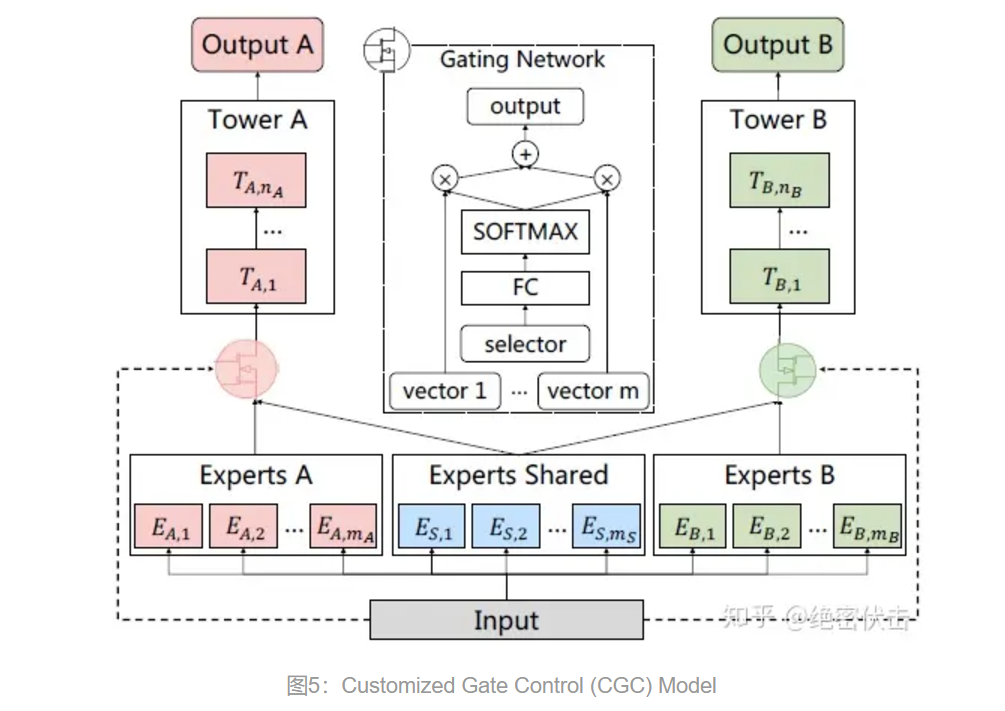 Output A
Gating Network
Output B
output
Tower A
Tower B
+
T_{A,n_A}
× ×
T_{B,n_B}
...
SOFTMAX
...
T_{A,1}
FC
T_{B,1}
selector
vector 1 ... vector m
Experts A
Experts Shared
Experts B
E_{A,1} E_{A,2} ... E_{A,m_A}
E_{S,1} E_{S,2} ... E_{S,m_S}
E_{B,1} E_{B,2} ... E_{B,m_B}
Input
知乎 @绝密伏击
图5：Customized Gate Control (CGC) Model